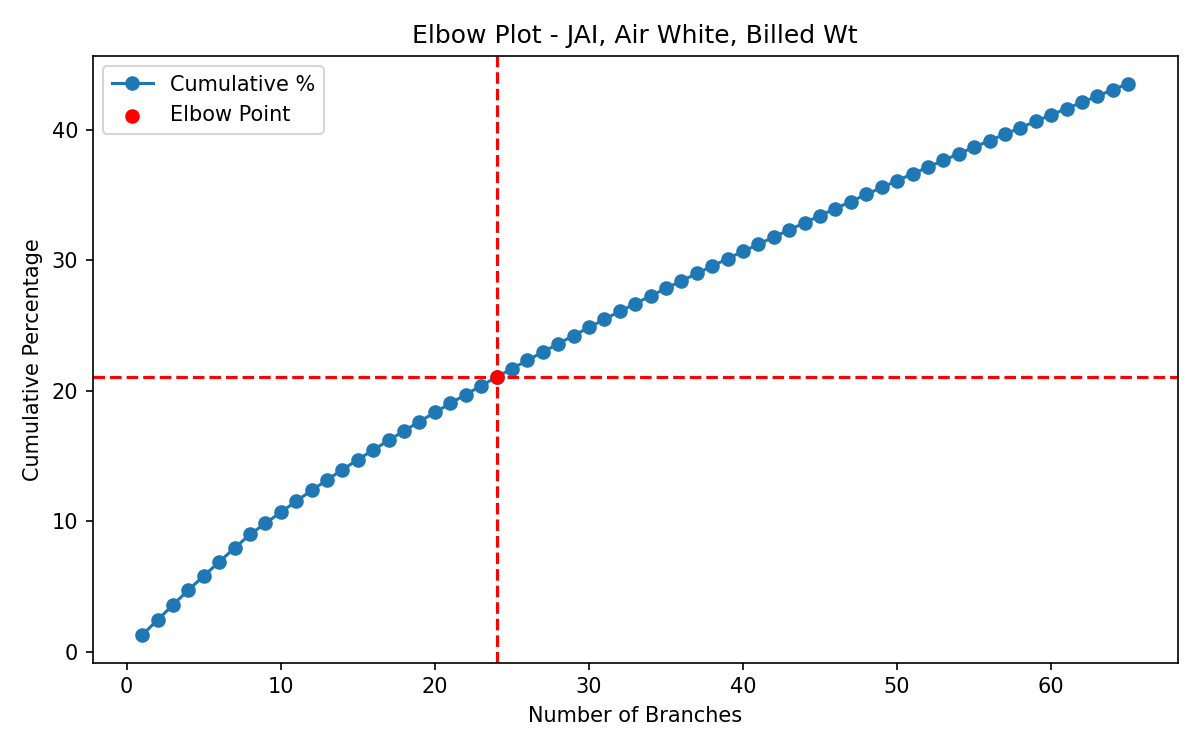 Elbow Plot - JAI, Air White, Billed Wt
Cumulative %
Elbow Point
Cumulative Percentage
40
30
20
10
0
0 10 20 30 40 50 60
Number of Branches